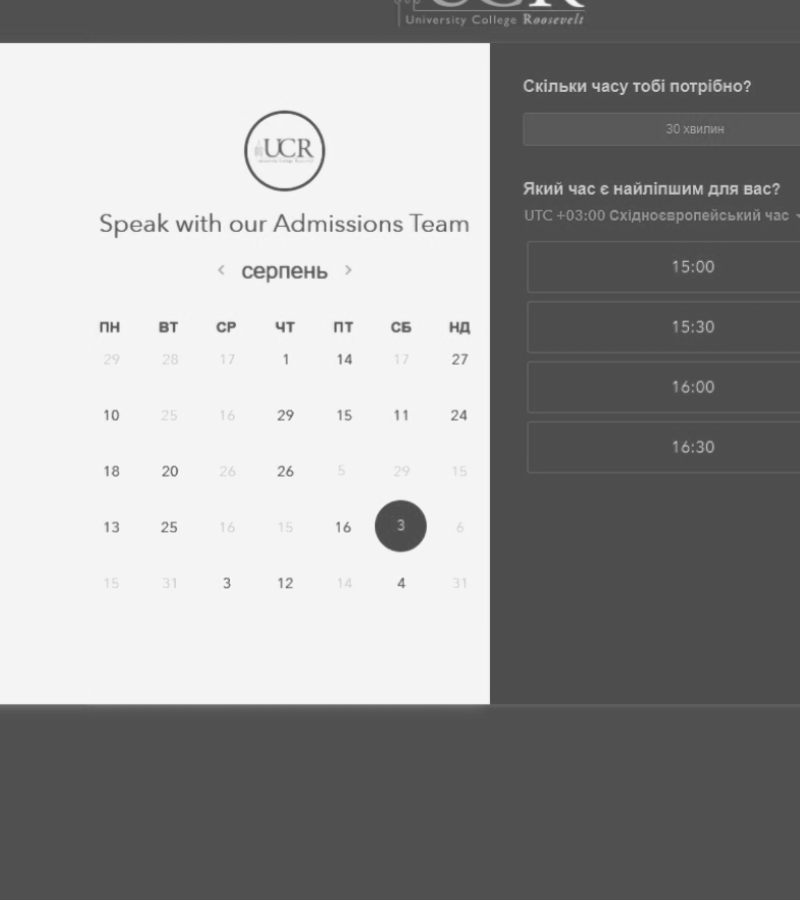 UCR
University College Roosevelt
UCR
Speak with our Admissions Team
< серпень >
ПН ВТ СР ЧТ ПТ СБ НД
29 28 17 1 14 17 27
10 25 16 29 15 11 24
18 20 26 26 5 29 15
13 25 16 15 16 3 6
15 31 3 12 14 4 31
Скільки часу тобі потрібно?
30 хвилин
Який час є найліпшим для вас?
UTC +03:00 Східноєвропейський час
15:00
15:30
16:00
16:30